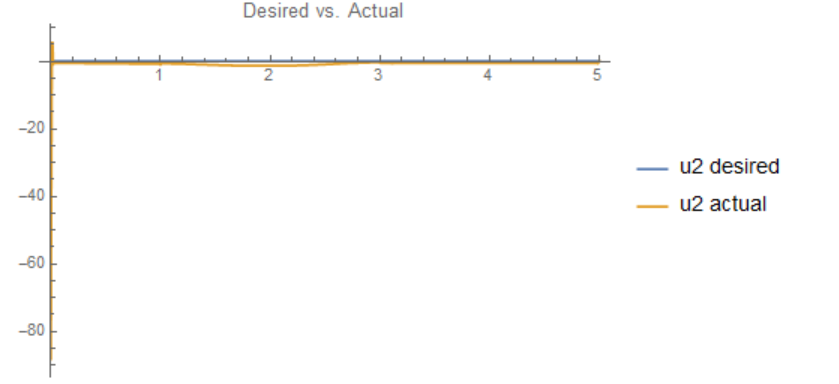 Desired vs. Actual
1 2 3 4 5
−20
−40
−60
−80
u2 desired
u2 actual